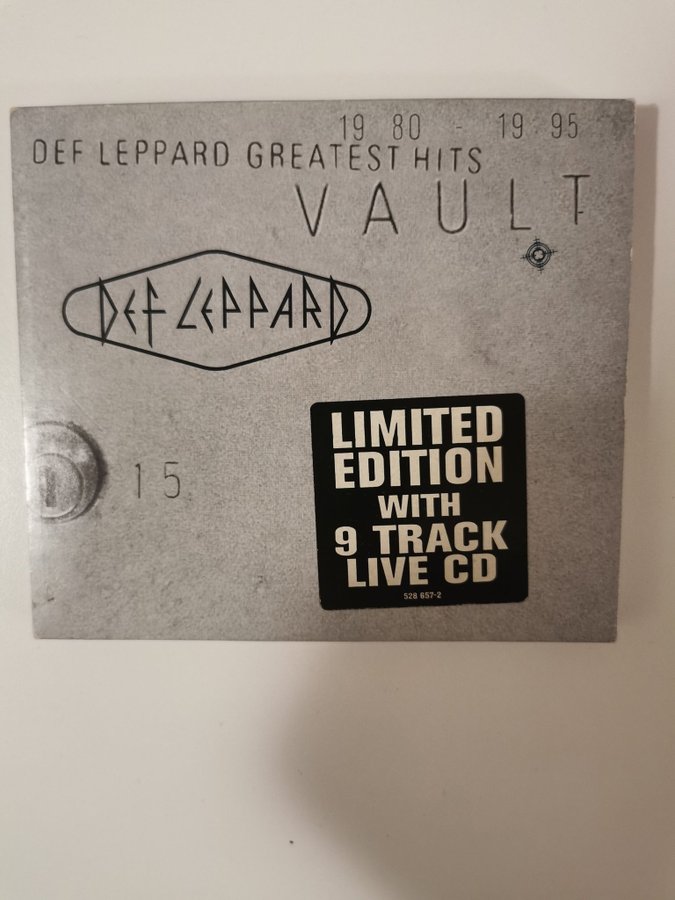 19 80 - 19 95
DEF LEPPARD GREATEST HITS
VAULT
DEF LEPPARD
15
LIMITED
EDITION
WITH
9 TRACK
LIVE CD
528 657-2